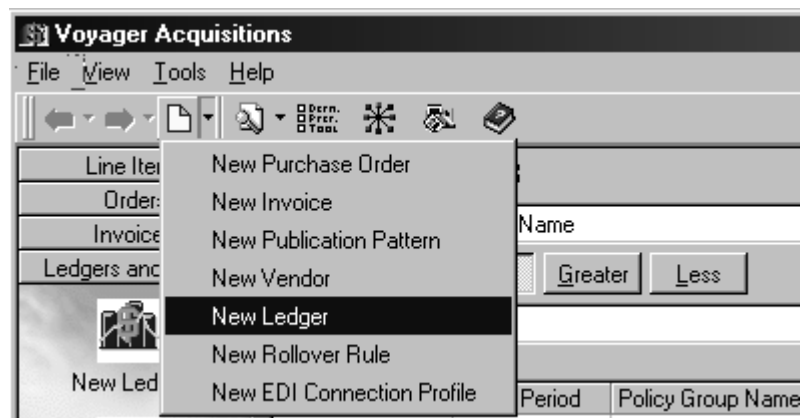 Voyager Acquisitions
File View Tools Help
Line Ite
New Purchase Order
Order
New Invoice
Invoice
Name
New Publication Pattern
Ledgers and
New Vendor
Greater Less
New Ledger
New Rollover Rule
New Led
New EDI Connection Profile
Period Policy Group Name